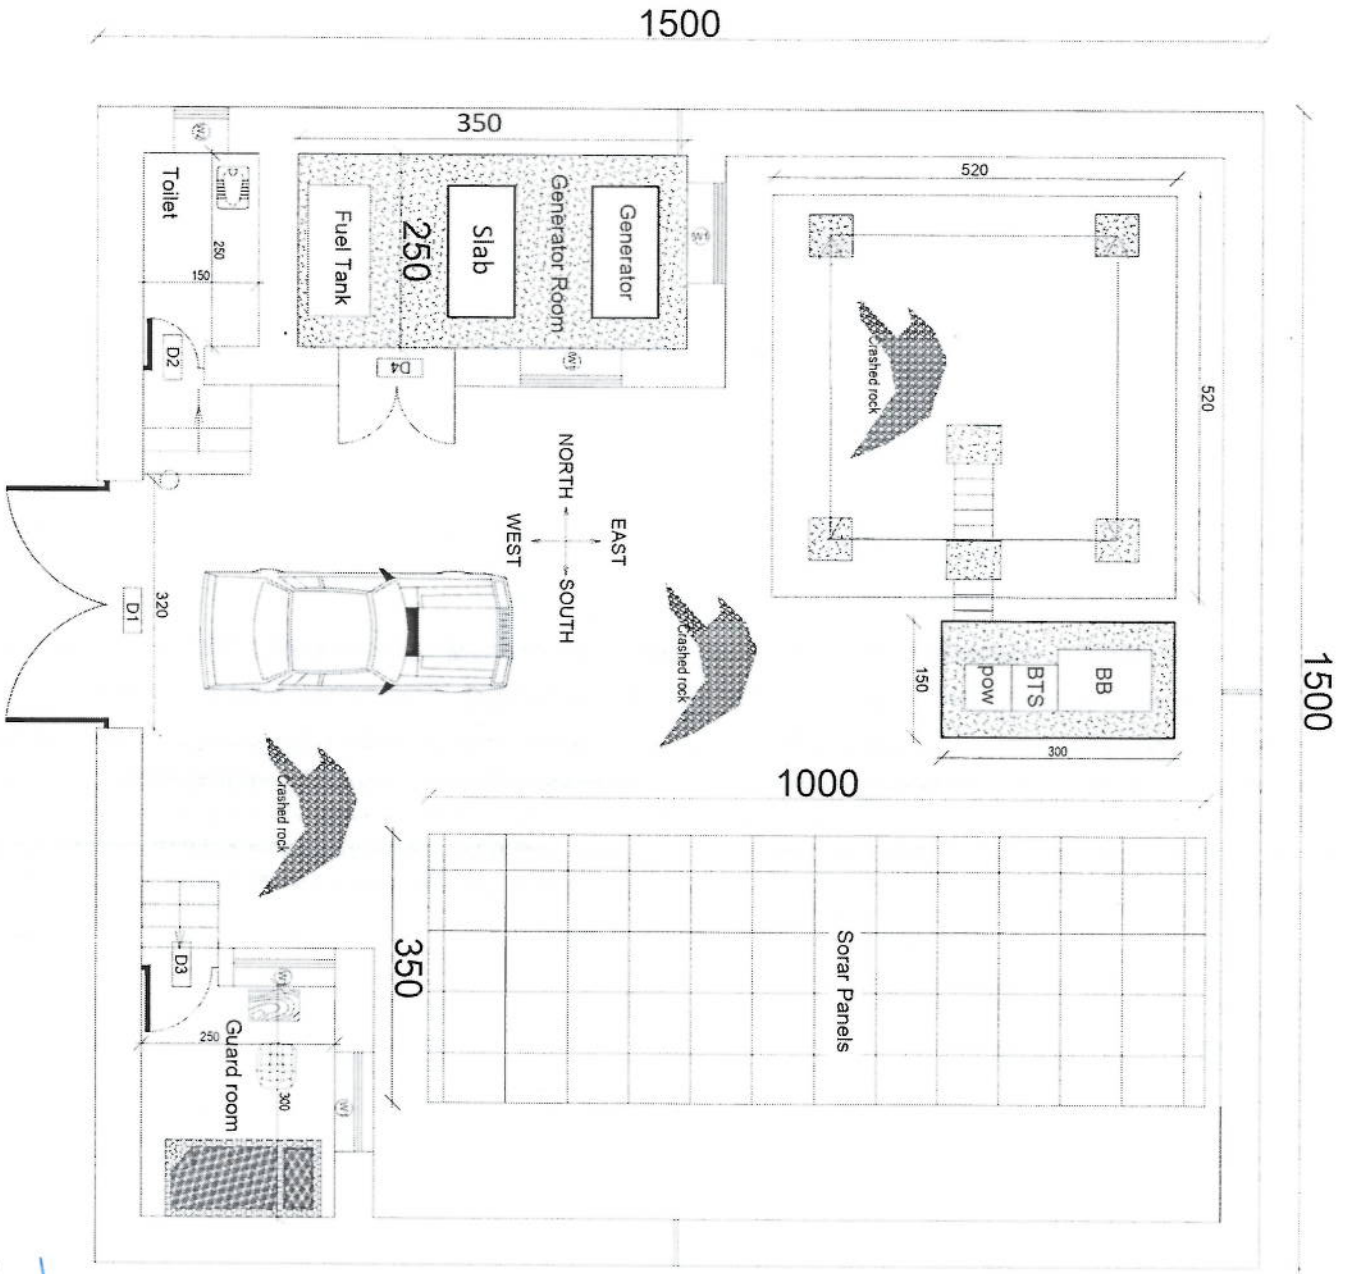 1500
350
520
W2
Toilet
250
150
Fuel Tank
250
Slab
Generator Room
Generator
W1
Crashed rock
520
D2
D4
W1
NORTH
WEST
EAST
SOUTH
320
D1
Crashed rock
150
pow
BTS
BB
300
1500
1000
Crashed rock
350
Sorar Panels
D3
W1
250
Guard room
300
W1